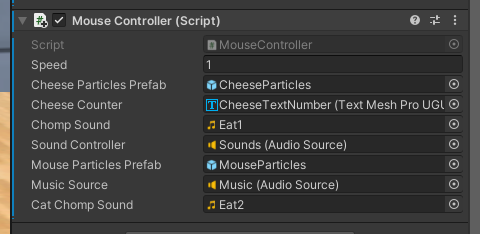 Mouse Controller (Script)
Script MouseController
Speed 1
Cheese Particles Prefab CheeseParticles
Cheese Counter CheeseTextNumber (Text Mesh Pro UGU
Chomp Sound Eat1
Sound Controller Sounds (Audio Source)
Mouse Particles Prefab MouseParticles
Music Source Music (Audio Source)
Cat Chomp Sound Eat2